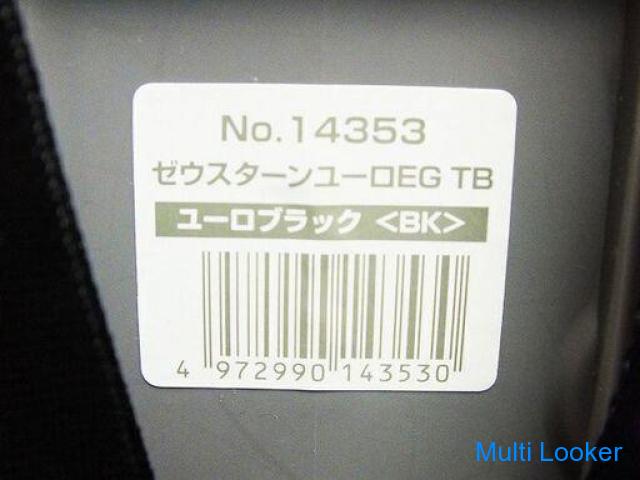 No.14353
ゼウスターンユーロEG TB
ユーロブラック <BK>
4 972990 143530
Multi Looker